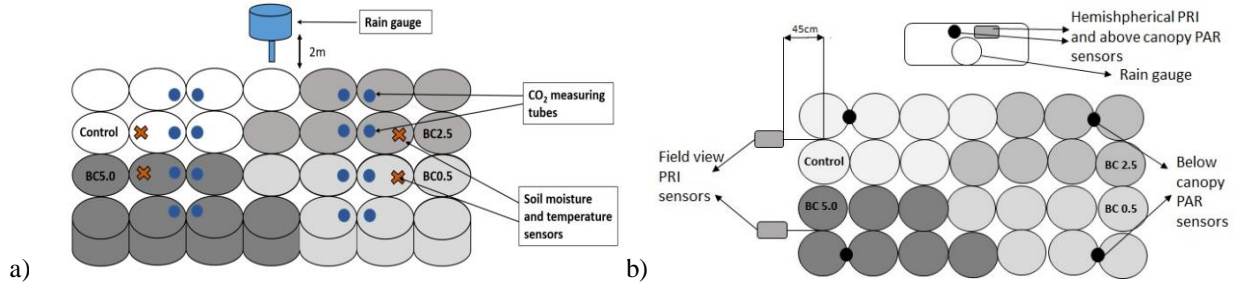 a)
Rain gauge
2m
CO₂ measuring
tubes
Control
BC2.5
BC5.0
BC0.5
Soil moisture
and temperature
sensors
b)
45cm
Hemishpherical PRI
and above canopy PAR
sensors
Rain gauge
Field view
PRI
sensors
Control
BC 2.5
BC 5.0
BC 0.5
Below
canopy
PAR
sensors